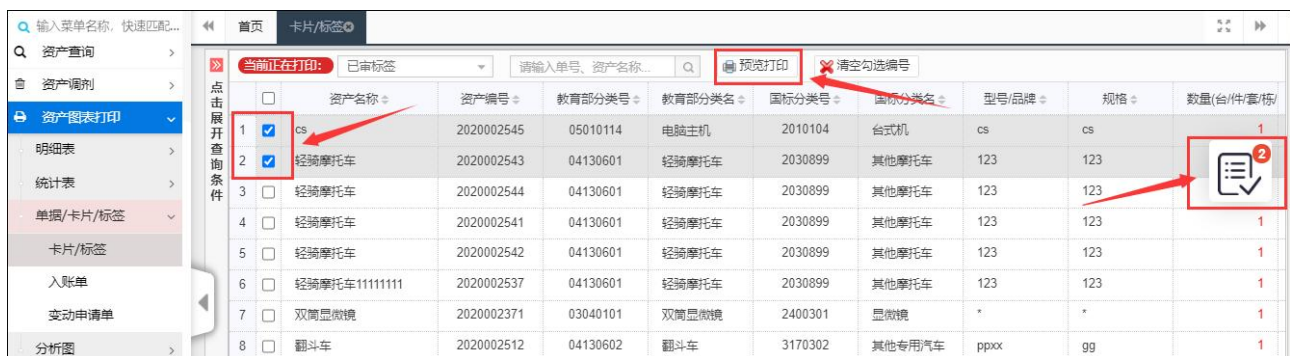 输入菜单名称，快速匹配...
资产查询
资产调剂
资产图表打印
明细表
统计表
单据/卡片/标签
卡片/标签
入账单
变动申请单
分析图
首页 卡片/标签
点击展开查询条件
当前正在打印： 已审标签 请输入单号、资产名称... 预览打印 清空勾选编号
资产名称 资产编号 教育部分类号 教育部分类名 国标分类号 国标分类名 型号/品牌 规格 数量(台/件/套/栋/
1 cs 2020002545 05010114 电脑主机 2010104 台式机 cs cs 1
2 轻骑摩托车 2020002543 04130601 轻骑摩托车 2030899 其他摩托车 123 123
2
3 轻骑摩托车 2020002544 04130601 轻骑摩托车 2030899 其他摩托车 123 123
4 轻骑摩托车 2020002541 04130601 轻骑摩托车 2030899 其他摩托车 123 123 1
5 轻骑摩托车 2020002542 04130601 轻骑摩托车 2030899 其他摩托车 123 123 1
6 轻骑摩托车11111111 2020002537 04130601 轻骑摩托车 2030899 其他摩托车 123 123 1
7 双筒显微镜 2020002371 03040101 双筒显微镜 2400301 显微镜 * * 1
8 翻斗车 2020002512 04130602 翻斗车 3170302 其他专用汽车 ppxx gg 1